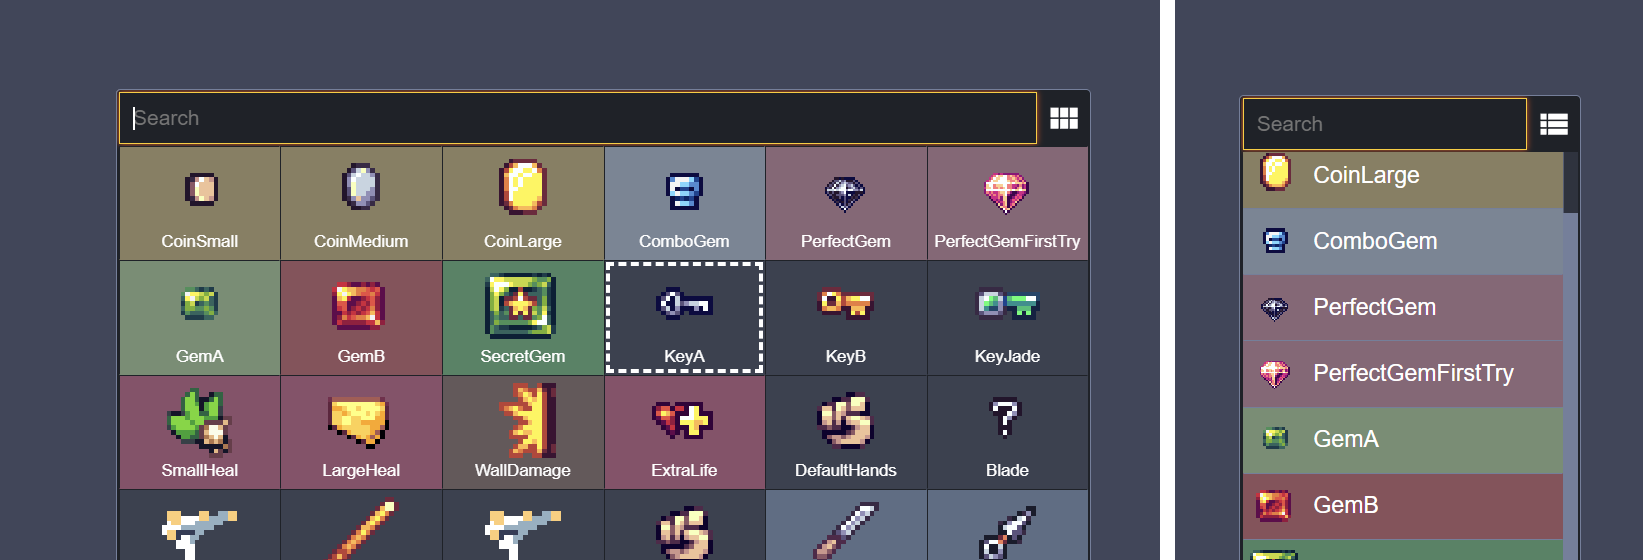 Search
CoinSmall CoinMedium CoinLarge ComboGem PerfectGem PerfectGemFirstTry
GemA GemB SecretGem KeyA KeyB KeyJade
SmallHeal LargeHeal WallDamage ExtraLife DefaultHands Blade
Search
CoinLarge
ComboGem
PerfectGem
PerfectGemFirstTry
GemA
GemB